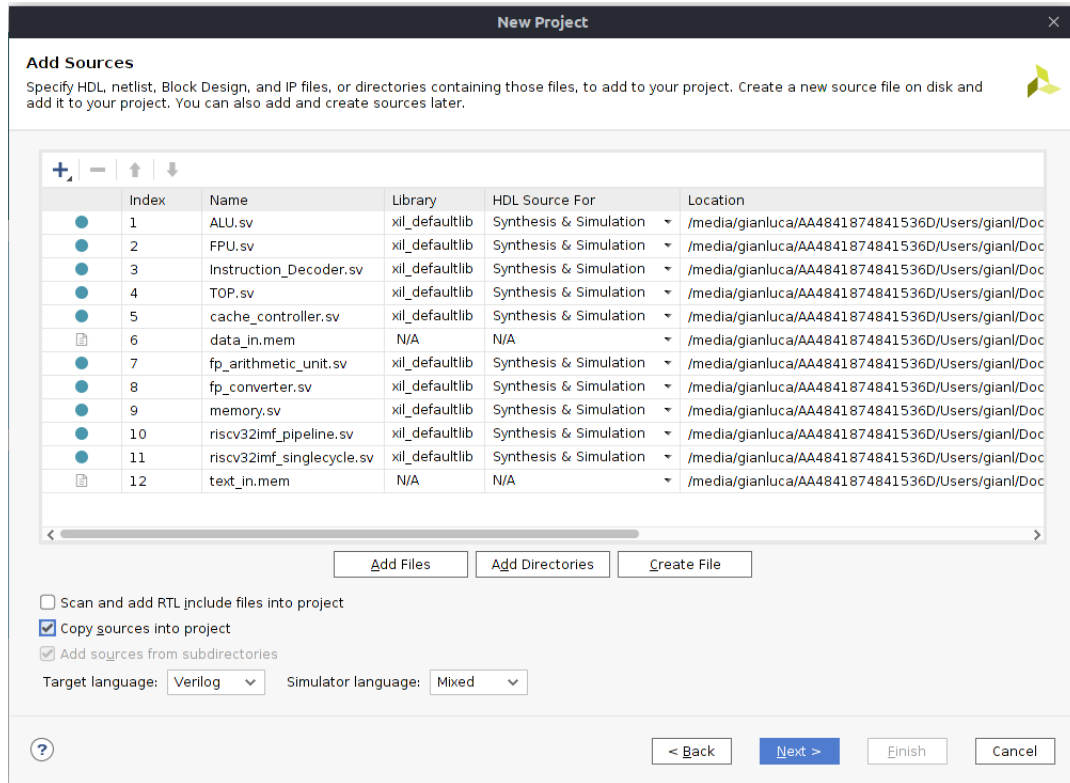 New Project
Add Sources
Specify HDL, netlist, Block Design, and IP files, or directories containing those files, to add to your project. Create a new source file on disk and
add it to your project. You can also add and create sources later.
Index Name Library HDL Source For Location
1 ALU.sv xil_defaultlib Synthesis & Simulation /media/gianluca/AA4841874841536D/Users/gianl/Doc
2 FPU.sv xil_defaultlib Synthesis & Simulation /media/gianluca/AA4841874841536D/Users/gianl/Doc
3 Instruction_Decoder.sv xil_defaultlib Synthesis & Simulation /media/gianluca/AA4841874841536D/Users/gianl/Doc
4 TOP.sv xil_defaultlib Synthesis & Simulation /media/gianluca/AA4841874841536D/Users/gianl/Doc
5 cache_controller.sv xil_defaultlib Synthesis & Simulation /media/gianluca/AA4841874841536D/Users/gianl/Doc
6 data_in.mem N/A N/A /media/gianluca/AA4841874841536D/Users/gianl/Doc
7 fp_arithmetic_unit.sv xil_defaultlib Synthesis & Simulation /media/gianluca/AA4841874841536D/Users/gianl/Doc
8 fp_converter.sv xil_defaultlib Synthesis & Simulation /media/gianluca/AA4841874841536D/Users/gianl/Doc
9 memory.sv xil_defaultlib Synthesis & Simulation /media/gianluca/AA4841874841536D/Users/gianl/Doc
10 riscv32imf_pipeline.sv xil_defaultlib Synthesis & Simulation /media/gianluca/AA4841874841536D/Users/gianl/Doc
11 riscv32imf_singlecycle.sv xil_defaultlib Synthesis & Simulation /media/gianluca/AA4841874841536D/Users/gianl/Doc
12 text_in.mem N/A N/A /media/gianluca/AA4841874841536D/Users/gianl/Doc
Add Files Add Directories Create File
Scan and add RTL include files into project
Copy sources into project
Add sources from subdirectories
Target language: Verilog Simulator language: Mixed
? < Back Next > Finish Cancel